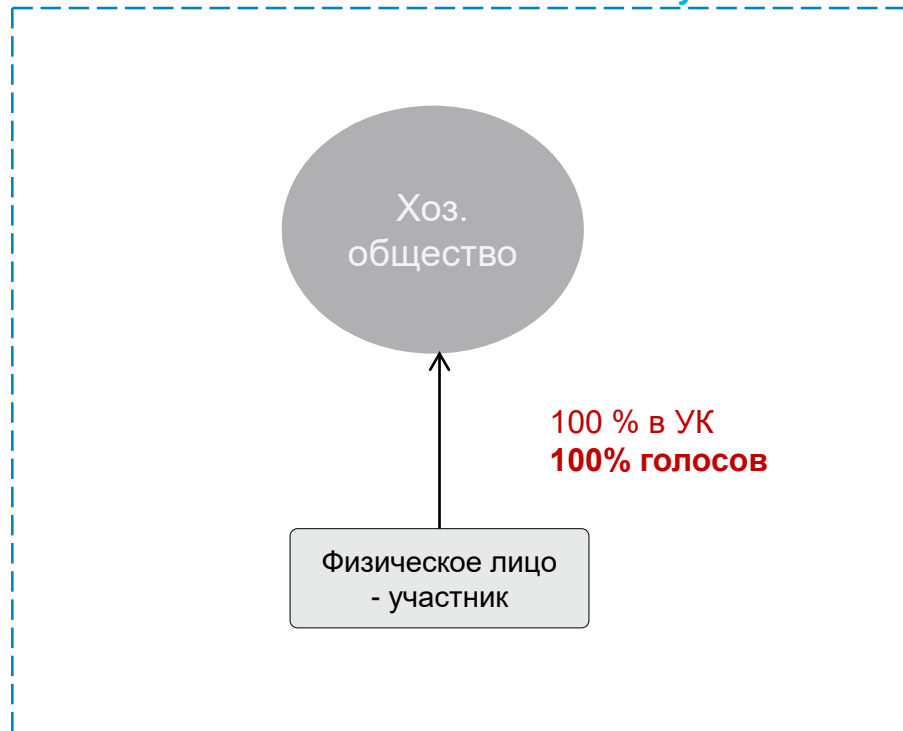 Хоз.
общество
100 % в УК
100% голосов
Физическое лицо
- участник